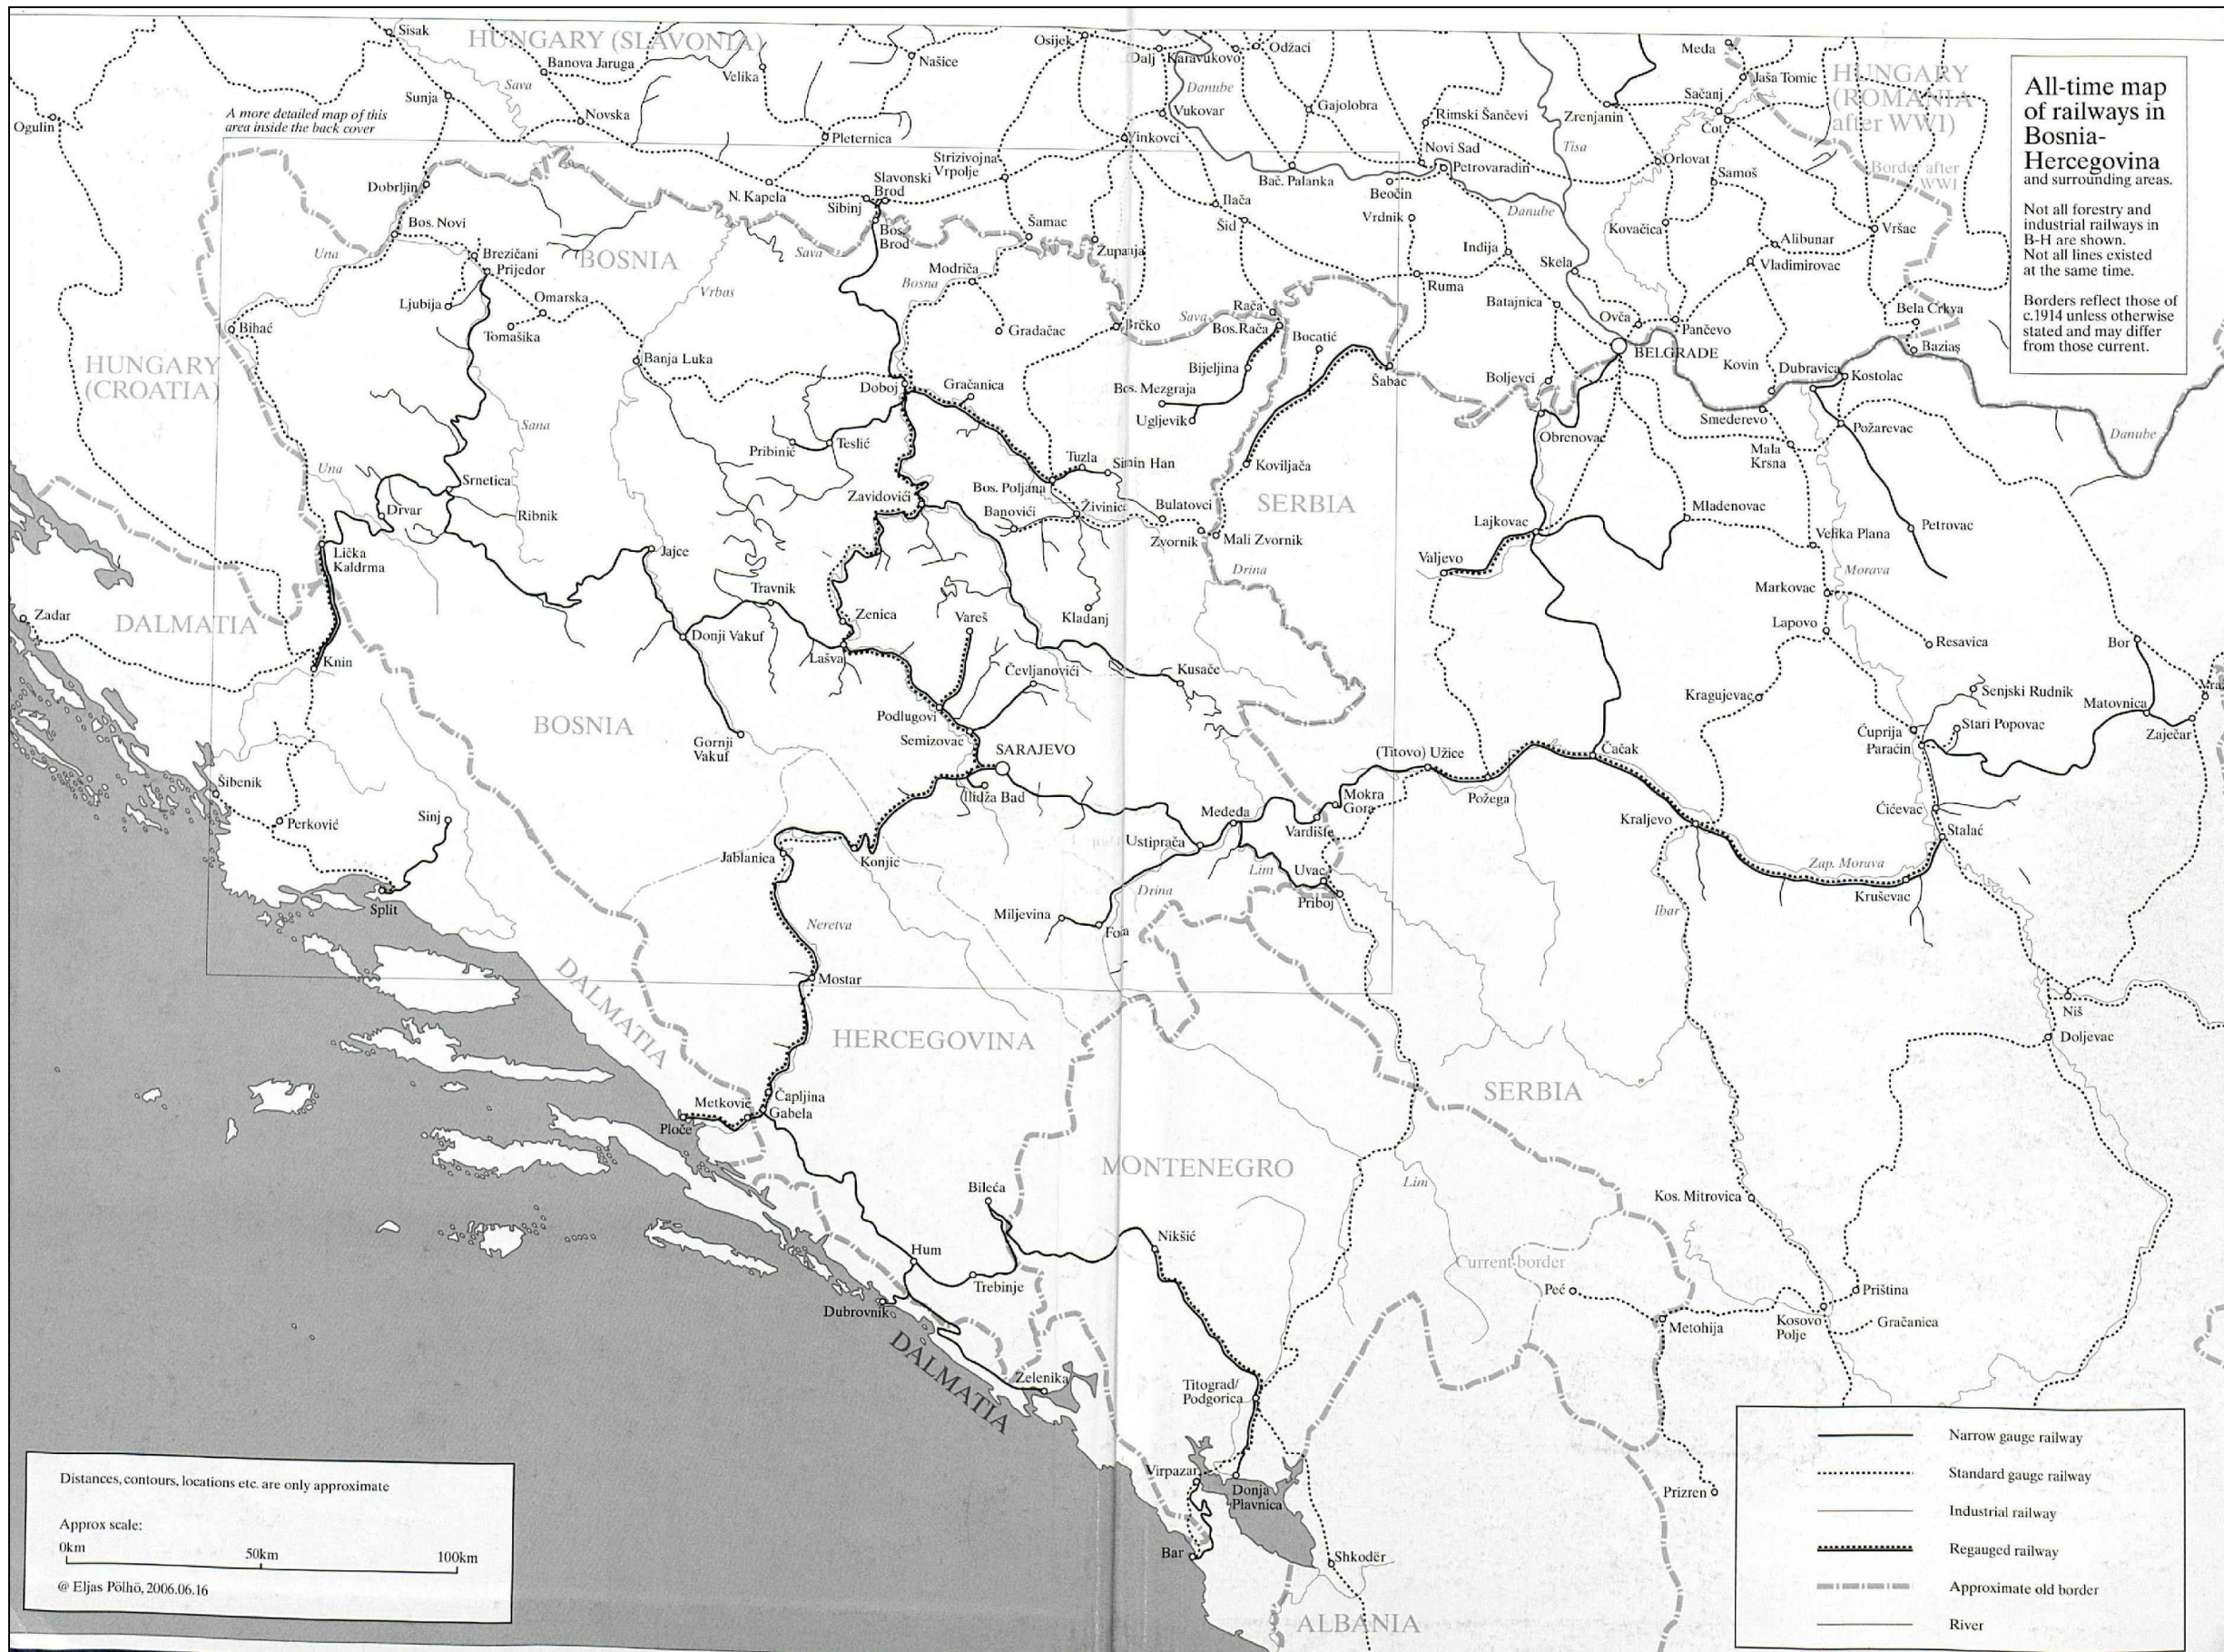 All-time map
of railways in
Bosnia-
Hercegovina
and surrounding areas.
Not all forestry and
industrial railways in
B-H are shown.
Not all lines existed
at the same time.
Borders reflect those of
c.1914 unless otherwise
stated and may differ
from those current.
A more detailed map of this
area inside the back cover
HUNGARY (SLAVONIA)
HUNGARY
(ROMANIA
after WWI)
Border after
WWI
HUNGARY
(CROATIA)
BOSNIA
SERBIA
DALMATIA
BOSNIA
DALMATIA
HERCEGOVINA
SERBIA
MONTENEGRO
Current border
DALMATIA
ALBANIA
Sisak
Banova Jaruga
Velika
Našice
Osijek
Dalj
Karavukovo
Odžaci
Meda
Jaša Tomic
Sava
Sunja
Novska
Danube
Vukovar
Gajolobra
Rimski Šančevi
Zrenjanin
Sačanj
Čot
Ogulin
Pleternica
Vinkovci
Tisa
Strizivojna
Vrpolje
Novi Sad
Petrovaradin
Orlovat
Samoš
Dobrljin
N. Kapela
Slavonski
Brod
Sibinj
Bač. Palanka
Beočin
Bos. Novi
Bos.
Brod
Šamac
Ilača
Šid
Vrdnik
Danube
Kovačica
Alibunar
Vršac
Una
Brezičani
Prijedor
Sava
Županja
Indija
Skela
Vladimirovac
Modriča
Bosna
Vrbas
Ljubija
Omarska
Tomašika
Ruma
Batajnica
Ovča
Pančevo
Bela Crkva
Bihać
Gradačac
Brčko
Sava
Rača
Bos.Rača
Bocatić
BELGRADE
Baziaş
Banja Luka
Doboj
Gračanica
Bijeljina
Bos. Mezgraja
Ugljevik
Šabac
Boljevci
Kovin
Dubravica
Kostolac
Sana
Pribinić
Teslić
Obrenovac
Smederevo
Požarevac
Mala
Krsna
Danube
Una
Srnetica
Tuzla
Simin Han
Koviljača
Bos. Poljana
Zavidovići
Drvar
Ribnik
Banovići
Živinice
Bulatovci
Zvornik
Mali Zvornik
Lajkovac
Mladenovac
Petrovac
Velika Plana
Lička
Kaldrma
Jajce
Valjevo
Drina
Morava
Travnik
Zenica
Vareš
Kladanj
Markovac
Lapovo
Resavica
Zadar
Donji Vakuf
Lašva
Bor
Knin
Čevljanovići
Kusače
Kragujevac
Senjski Rudnik
Matovnica
Podlugovi
Semizovac
Ćuprija
Paraćin
Stari Popovac
Zaječar
Gornji
Vakuf
SARAJEVO
(Titovo) Užice
Čačak
Šibenik
Ilidža Bad
Mokra
Gora
Požega
Perković
Sinj
Međeđa
Vardište
Kraljevo
Ćićevac
Stalać
Jablanica
Konjic
Ustiprača
Lim
Uvac
Priboj
Zap. Morava
Kruševac
Split
Drina
Miljevina
Neretva
Ibar
Mostar
Niš
Doljevac
Metković
Čapljina
Gabela
Ploče
Bileća
Lim
Kos. Mitrovica
Hum
Nikšić
Trebinje
Dubrovnik
Peć
Priština
Metohija
Kosovo
Polje
Gračanica
Zelenika
Titograd/
Podgorica
Virpazar
Donja
Plavnica
Prizren
Bar
Shkodër
Distances, contours, locations etc. are only approximate
Approx scale:
0km
50km
100km
@ Eljas Pölhö, 2006.06.16
Narrow gauge railway
Standard gauge railway
Industrial railway
Regauged railway
Approximate old border
River